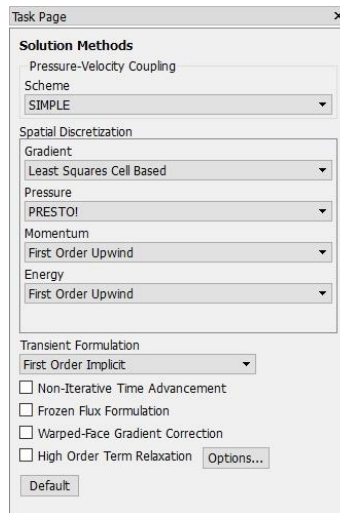 Task Page
Solution Methods
Pressure-Velocity Coupling
Scheme
SIMPLE
Spatial Discretization
Gradient
Least Squares Cell Based
Pressure
PRESTO!
Momentum
First Order Upwind
Energy
First Order Upwind
Transient Formulation
First Order Implicit
Non-Iterative Time Advancement
Frozen Flux Formulation
Warped-Face Gradient Correction
High Order Term Relaxation Options...
Default